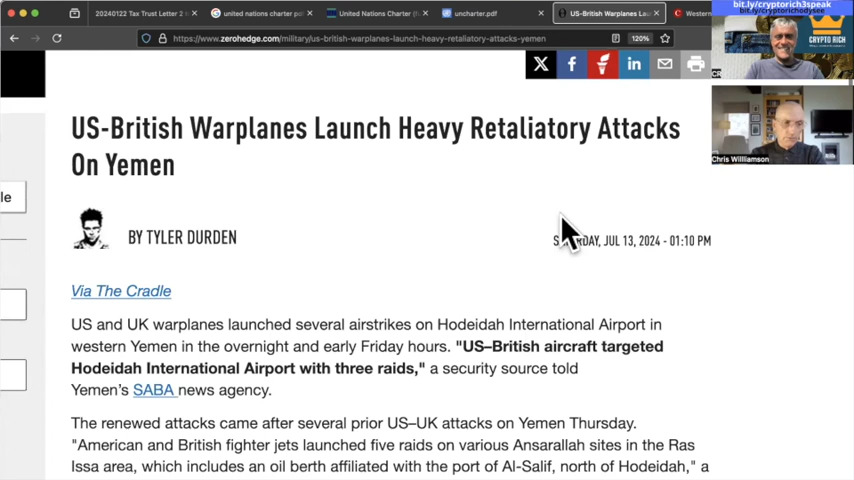 bit.ly/cryptorich3speak
bit.ly/cryptorichodysee
20240122 Tax Trust Letter 2
united nations charter pd
United Nations Charter (
uncharter.pdf
US-British Warplanes La
Western
https://www.zerohedge.com/military/us-british-warplanes-launch-heavy-retaliatory-attacks-yemen
120%
CRYPTO
RICH
CR
Chris Williamson
le
X f in
US-British Warplanes Launch Heavy Retaliatory Attacks
On Yemen
BY TYLER DURDEN
DAY, JUL 13, 2024 - 01:10 PM
Via The Cradle
US and UK warplanes launched several airstrikes on Hodeidah International Airport in
western Yemen in the overnight and early Friday hours. "US–British aircraft targeted
Hodeidah International Airport with three raids," a security source told
Yemen's SABA news agency.
The renewed attacks came after several prior US–UK attacks on Yemen Thursday.
"American and British fighter jets launched five raids on various Ansarallah sites in the Ras
Issa area, which includes an oil berth affiliated with the port of Al-Salif, north of Hodeidah," a